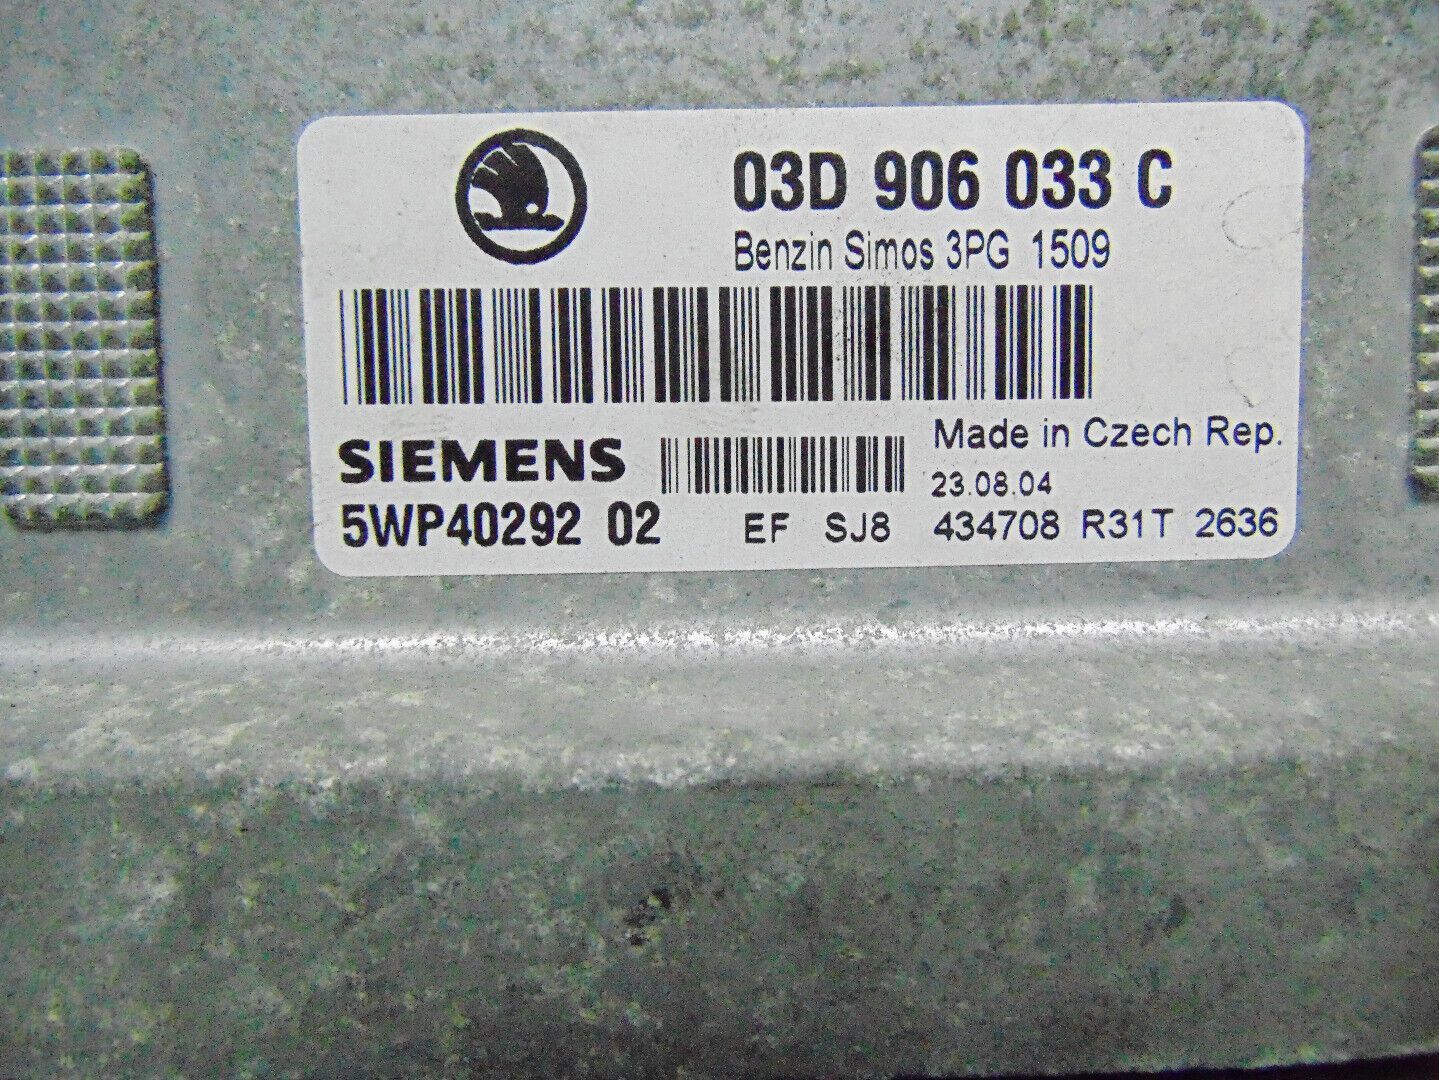 03D 906 033 C
Benzin Simos 3PG 1509
SIEMENS
Made in Czech Rep.
23.08.04
5WP40292 02
EF SJ8 434708 R31T 2636